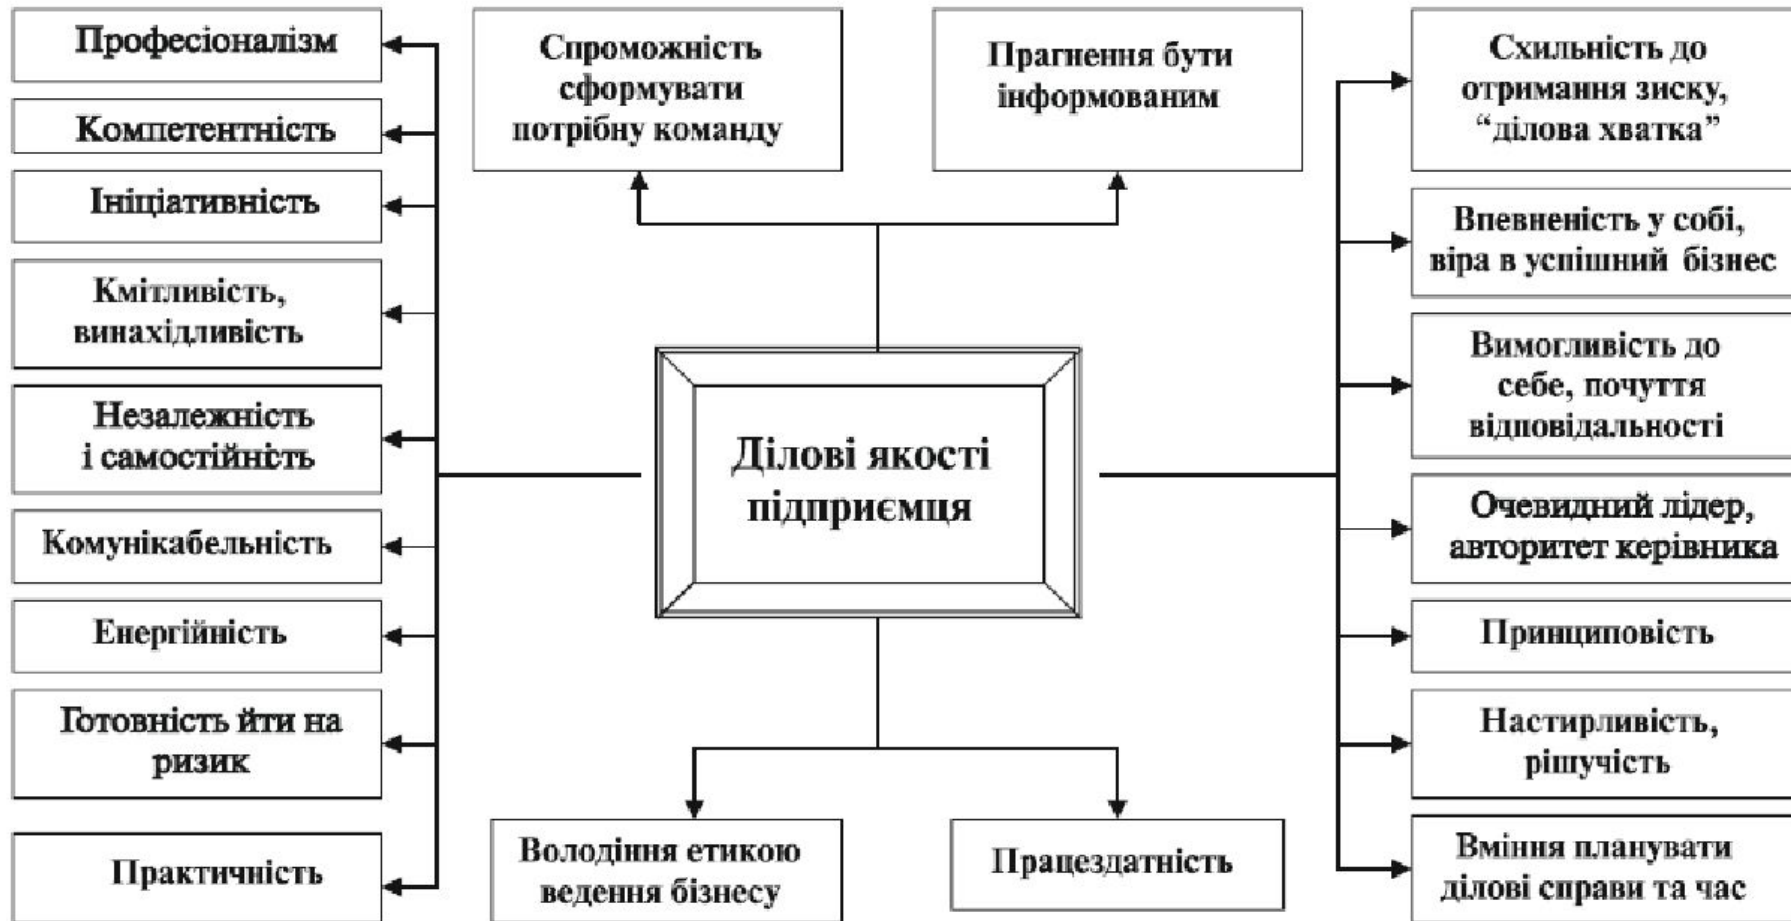 Професіоналізм
Компетентність
Ініціативність
Кмітливість,
винахідливість
Незалежність
і самостійність
Комунікабельність
Енергійність
Готовність йти на
ризик
Практичність
Спроможність
сформувати
потрібну команду
Прагнення бути
інформованим
Ділові якості
підприємця
Володіння етикою
ведення бізнесу
Працездатність
Схильність до
отримання зиску,
“ділова хватка”
Впевненість у собі,
віра в успішний бізнес
Вимогливість до
себе, почуття
відповідальності
Очевидний лідер,
авторитет керівника
Принциповість
Настирливість,
рішучість
Вміння планувати
ділові справи та час